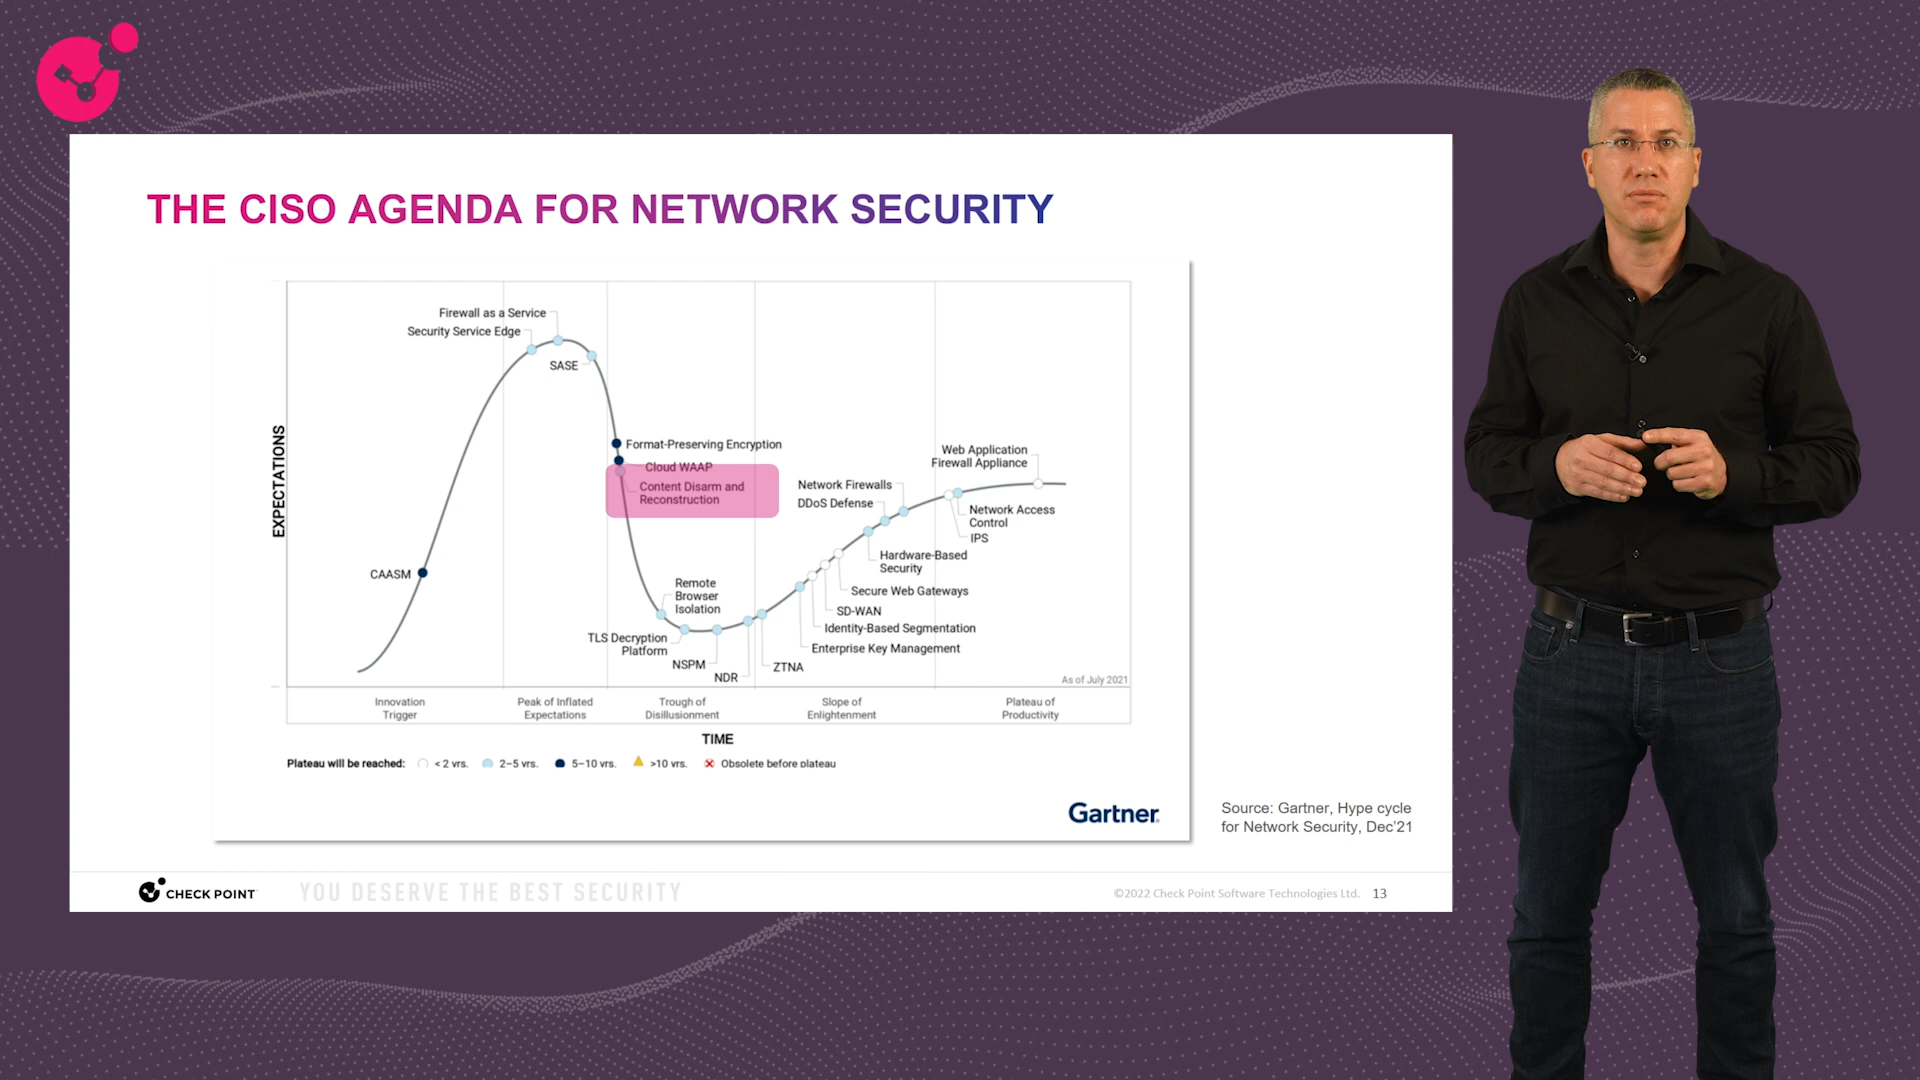 THE CISO AGENDA FOR NETWORK SECURITY
Firewall as a Service
Security Service Edge
SASE
Format-Preserving Encryption
Cloud WAAP
Content Disarm and
Reconstruction
CAASM
Remote
Browser
Isolation
TLS Decryption
Platform
NSPM
NDR
ZTNA
Enterprise Key Management
Identity-Based Segmentation
SD-WAN
Secure Web Gateways
Hardware-Based
Security
DDoS Defense
Network Firewalls
IPS
Network Access
Control
Web Application
Firewall Appliance
EXPECTATIONS
As of July 2021
Innovation
Trigger
Peak of Inflated
Expectations
Trough of
Disillusionment
Slope of
Enlightenment
Plateau of
Productivity
TIME
Plateau will be reached: < 2 yrs. 2–5 yrs. 5–10 yrs. >10 yrs. Obsolete before plateau
Gartner
Source: Gartner, Hype cycle
for Network Security, Dec'21
CHECK POINT
YOU DESERVE THE BEST SECURITY
©2022 Check Point Software Technologies Ltd. 13